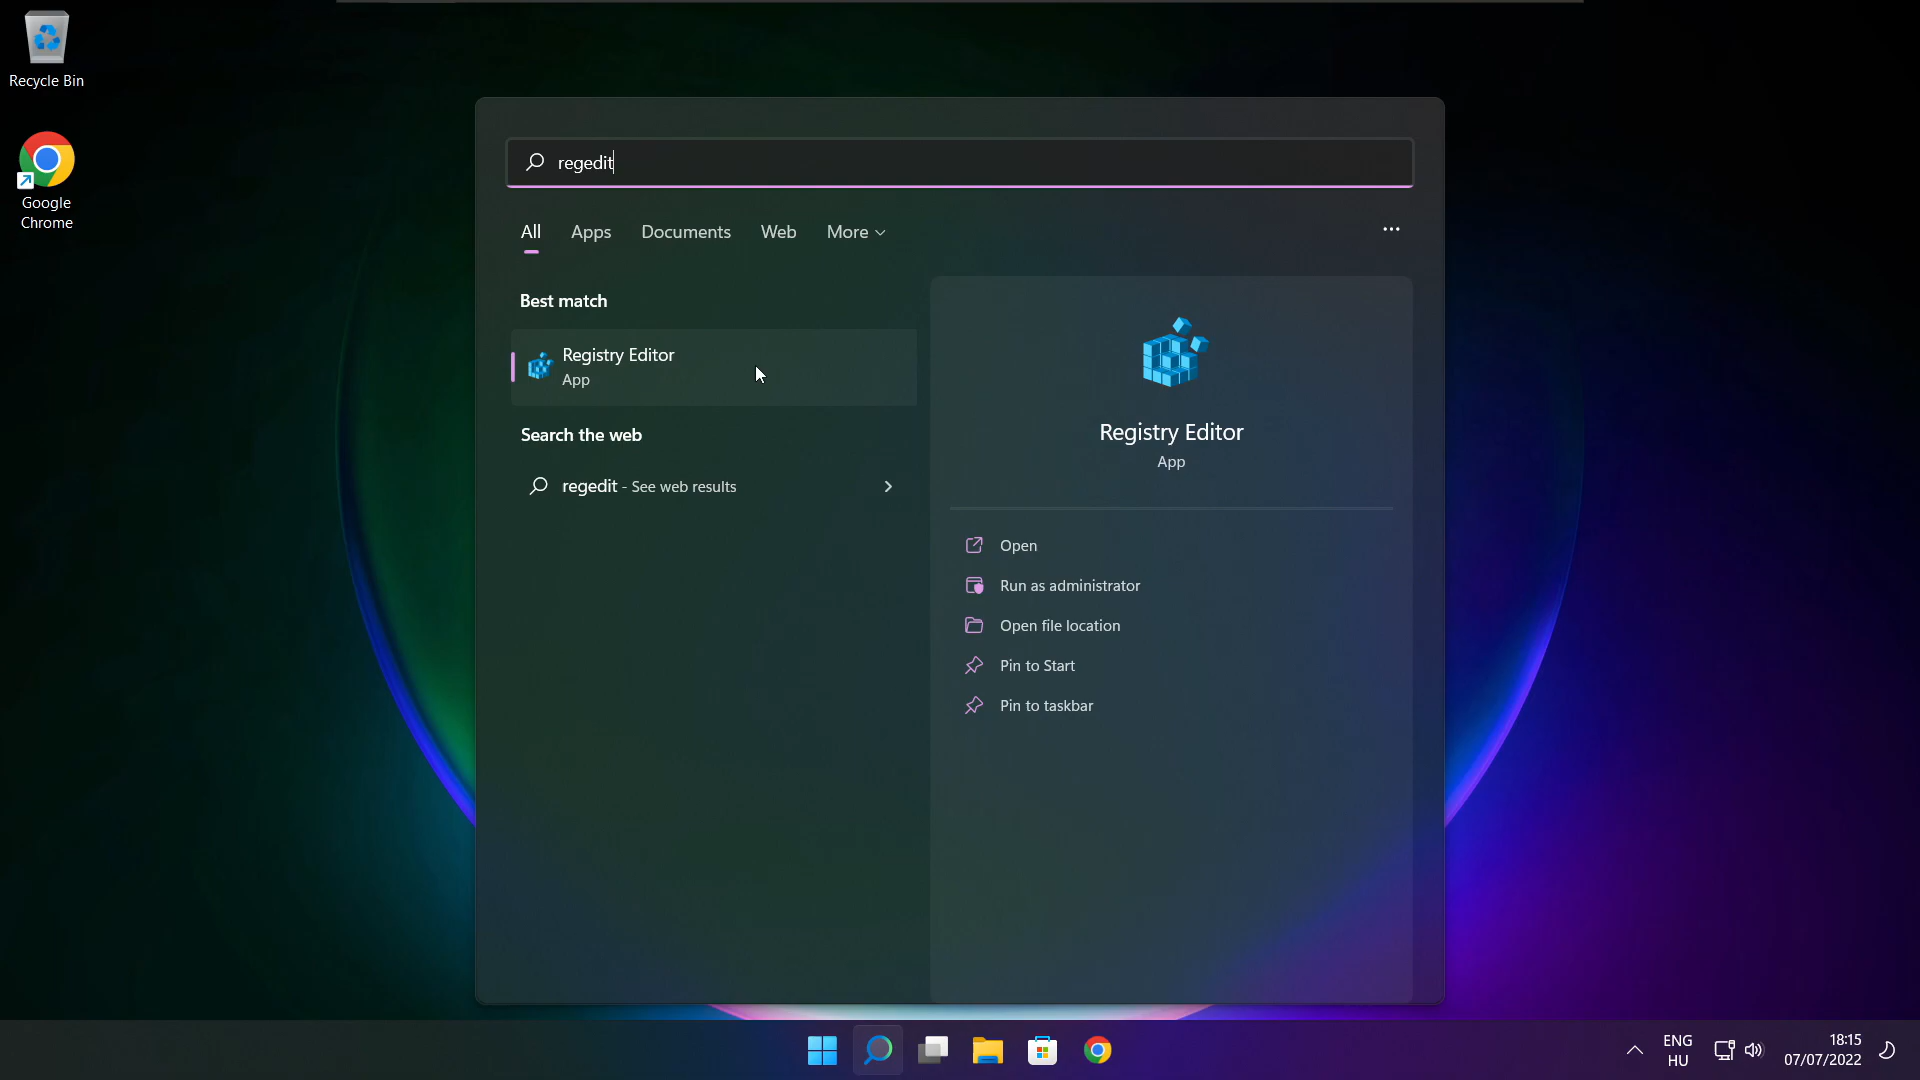 Recycle Bin
Google
Chrome
regedit
All Apps Documents Web More
Best match
Registry Editor
App
Search the web
regedit - See web results
Registry Editor
App
Open
Run as administrator
Open file location
Pin to Start
Pin to taskbar
ENG
HU
18:15
07/07/2022